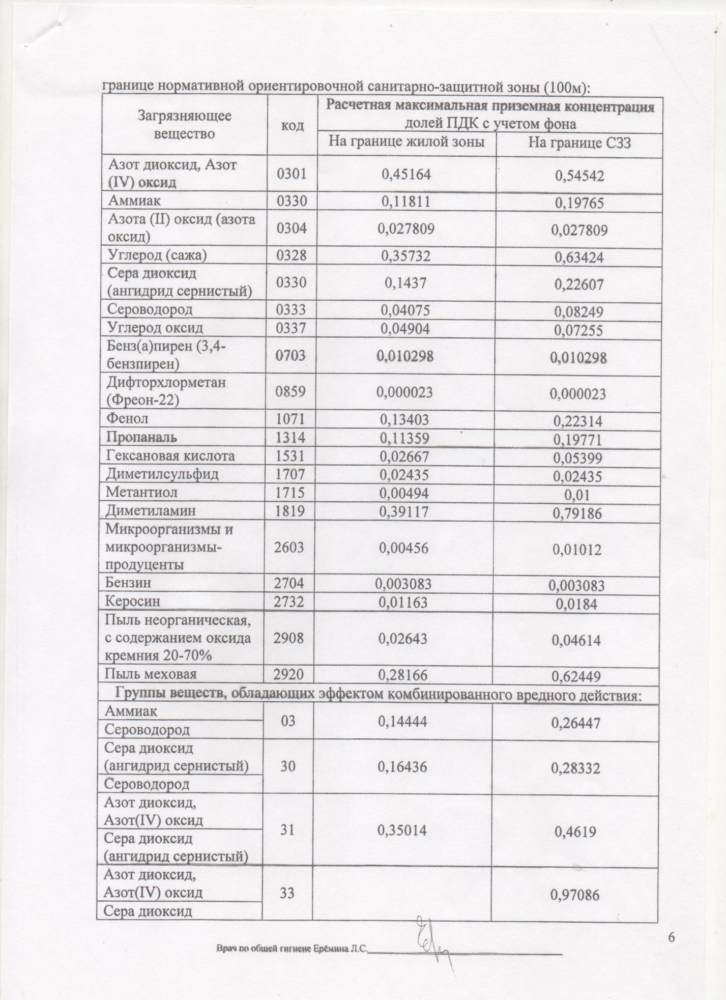 границе нормативной ориентировочной санитарно-защитной зоны (100м):
Загрязняющее
вещество
код
Расчетная максимальная приземная концентрация
долей ПДК с учетом фона
На границе жилой зоны
На границе СЗЗ
Азот диоксид, Азот
(IV) оксид
0301 0,45164 0,54542
Аммиак 0330 0,11811 0,19765
Азота (II) оксид (азота
оксид)
0304 0,027809 0,027809
Углерод (сажа) 0328 0,35732 0,63424
Сера диоксид
(ангидрид сернистый)
0330 0,1437 0,22607
Сероводород 0333 0,04075 0,08249
Углерод оксид 0337 0,04904 0,07255
Бенз(а)пирен (3,4-
бензпирен)
0703 0,010298 0,010298
Дифторхлорметан
(Фреон-22)
0859 0,000023 0,000023
Фенол 1071 0,13403 0,22314
Пропаналь 1314 0,11359 0,19771
Гексановая кислота 1531 0,02667 0,05399
Диметилсульфид 1707 0,02435 0,02435
Метантиол 1715 0,00494 0,01
Диметиламин 1819 0,39117 0,79186
Микроорганизмы и
микроорганизмы-
продуценты
2603 0,00456 0,01012
Бензин 2704 0,003083 0,003083
Керосин 2732 0,01163 0,0184
Пыль неорганическая,
с содержанием оксида
кремния 20-70%
2908 0,02643 0,04614
Пыль меховая 2920 0,28166 0,62449
Группы веществ, обладающих эффектом комбинированного вредного действия:
Аммиак
Сероводород
03 0,14444 0,26447
Сера диоксид
(ангидрид сернистый)
Сероводород
30 0,16436 0,28332
Азот диоксид,
Азот(IV) оксид
Сера диоксид
(ангидрид сернистый)
31 0,35014 0,4619
Азот диоксид,
Азот(IV) оксид
Сера диоксид
33 0,97086
6
Врач по общей гигиене Ерёмина Л.С.